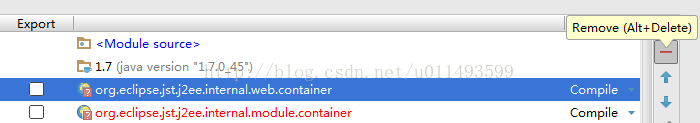 Export
Remove (Alt+Delete)
<Module source>
1.7 (java version "1.7.0_45")
http://blog.csdn.net/u011493599
org.eclipse.jst.j2ee.internal.web.container Compile
org.eclipse.jst.j2ee.internal.module.container Compile